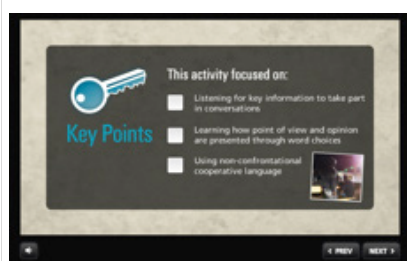 This activity focused on:
Listening for key information to take part
in conversations
Key Points
Learning how point of view and opinion
are presented through word choices
Using non-confrontational
cooperative language
< PREV
NEXT >